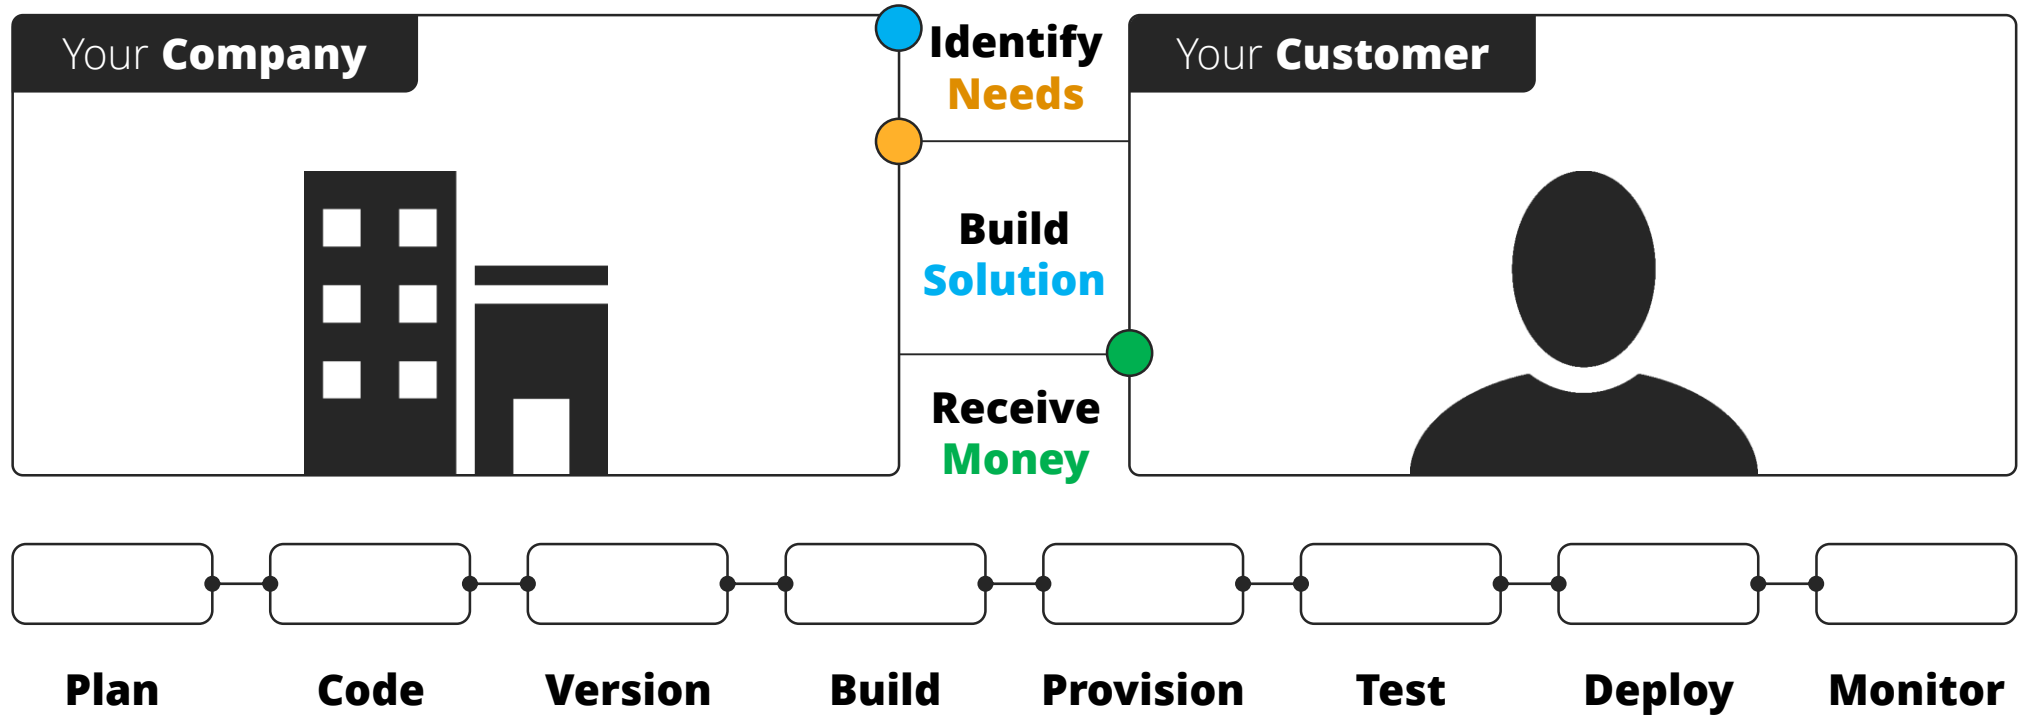 Your Company
Identify
Needs
Your Customer
Build
Solution
Receive
Money
Plan
Code
Version
Build
Provision
Test
Deploy
Monitor